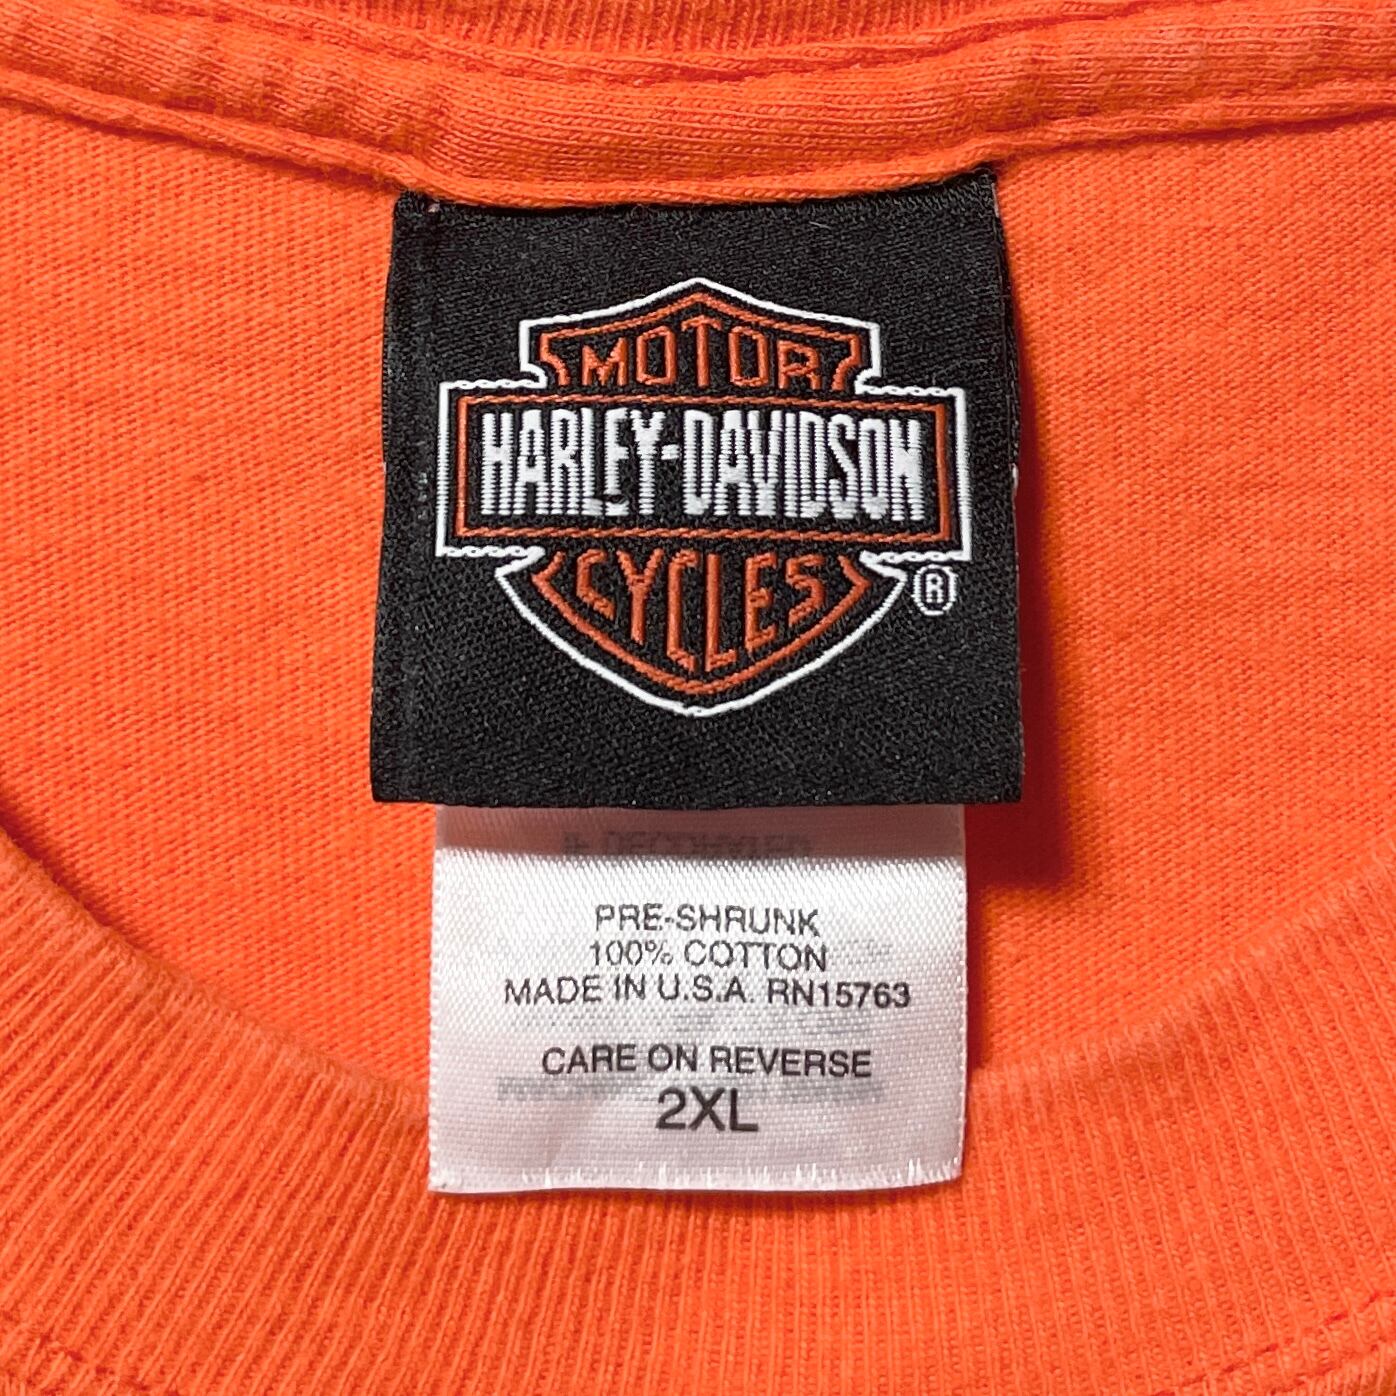 MOTOR
HARLEY-DAVIDSON
CYCLES
®
PRE-SHRUNK
100% COTTON
MADE IN U.S.A. RN15763
CARE ON REVERSE
2XL